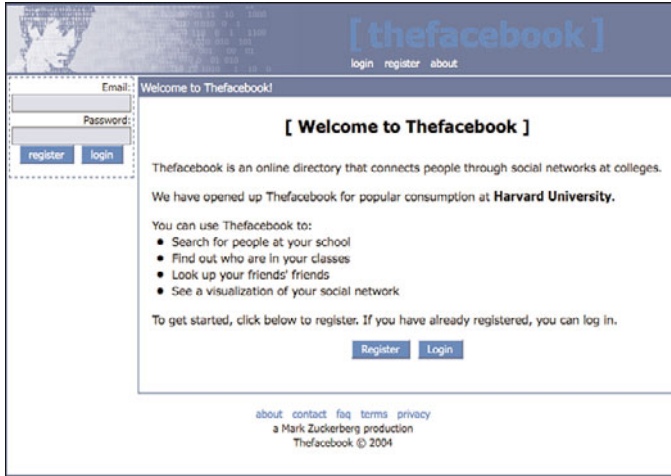 [ thefacebook ]
login register about
Email:
Password:
register login
Welcome to Thefacebook!
[ Welcome to Thefacebook ]
Thefacebook is an online directory that connects people through social networks at colleges.
We have opened up Thefacebook for popular consumption at Harvard University.
You can use Thefacebook to:
• Search for people at your school
• Find out who are in your classes
• Look up your friends' friends
• See a visualization of your social network
To get started, click below to register. If you have already registered, you can log in.
Register Login
about contact faq terms privacy
a Mark Zuckerberg production
Thefacebook © 2004